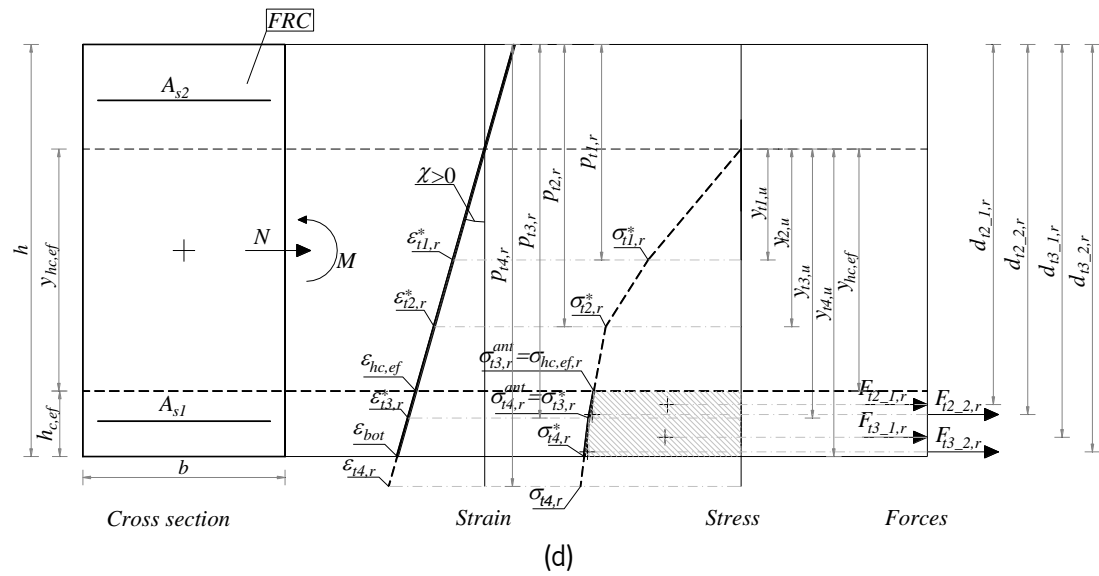 FRC
A_s2
h
y_hc,ef
h_c,ef
N
M
A_s1
b
χ>0
ε*_t1,r
ε*_t2,r
ε_hc,ef
ε*_t3,r
ε_bot
ε_t4,r
p_t4,r
p_t3,r
p_t2,r
p_t1,r
σ*_t1,r
σ*_t2,r
σ^ant_t3,r=σ_hc,ef,r
σ^ant_t4,r=σ*_t3,r
σ*_t4,r
σ_t4,r
y_t1,u
y_2,u
y_t3,u
y_t4,u
y_hc,ef
F_t2_1,r
F_t2_2,r
F_t3_1,r
F_t3_2,r
d_t2_1,r
d_t2_2,r
d_t3_1,r
d_t3_2,r
Cross section Strain Stress Forces
(d)